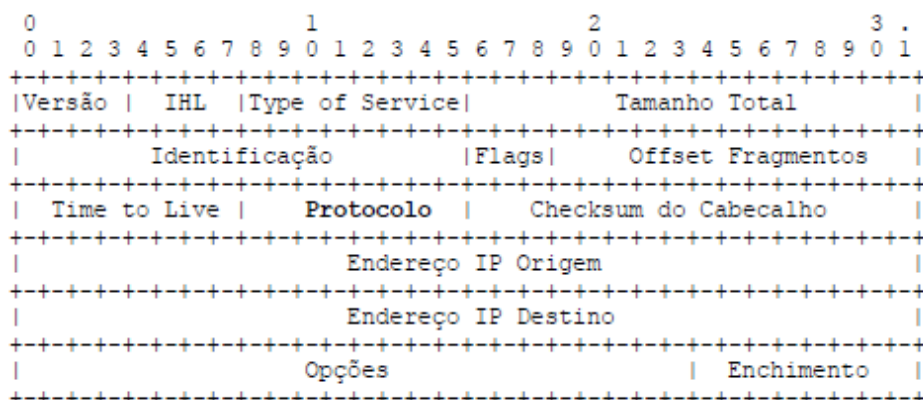 0                   1                   2                   3 .
0 1 2 3 4 5 6 7 8 9 0 1 2 3 4 5 6 7 8 9 0 1 2 3 4 5 6 7 8 9 0 1
+-+-+-+-+-+-+-+-+-+-+-+-+-+-+-+-+-+-+-+-+-+-+-+-+-+-+-+-+-+-+-+-+
|Versão |  IHL  |Type of Service|          Tamanho Total        |
+-+-+-+-+-+-+-+-+-+-+-+-+-+-+-+-+-+-+-+-+-+-+-+-+-+-+-+-+-+-+-+-+
|         Identificação         |Flags|     Offset Fragmentos   |
+-+-+-+-+-+-+-+-+-+-+-+-+-+-+-+-+-+-+-+-+-+-+-+-+-+-+-+-+-+-+-+-+
|  Time to Live |    Protocolo  |    Checksum do Cabecalho      |
+-+-+-+-+-+-+-+-+-+-+-+-+-+-+-+-+-+-+-+-+-+-+-+-+-+-+-+-+-+-+-+-+
|                      Endereço IP Origem                       |
+-+-+-+-+-+-+-+-+-+-+-+-+-+-+-+-+-+-+-+-+-+-+-+-+-+-+-+-+-+-+-+-+
|                      Endereço IP Destino                      |
+-+-+-+-+-+-+-+-+-+-+-+-+-+-+-+-+-+-+-+-+-+-+-+-+-+-+-+-+-+-+-+-+
|                    Opções                     |  Enchimento   |
+-+-+-+-+-+-+-+-+-+-+-+-+-+-+-+-+-+-+-+-+-+-+-+-+-+-+-+-+-+-+-+-+